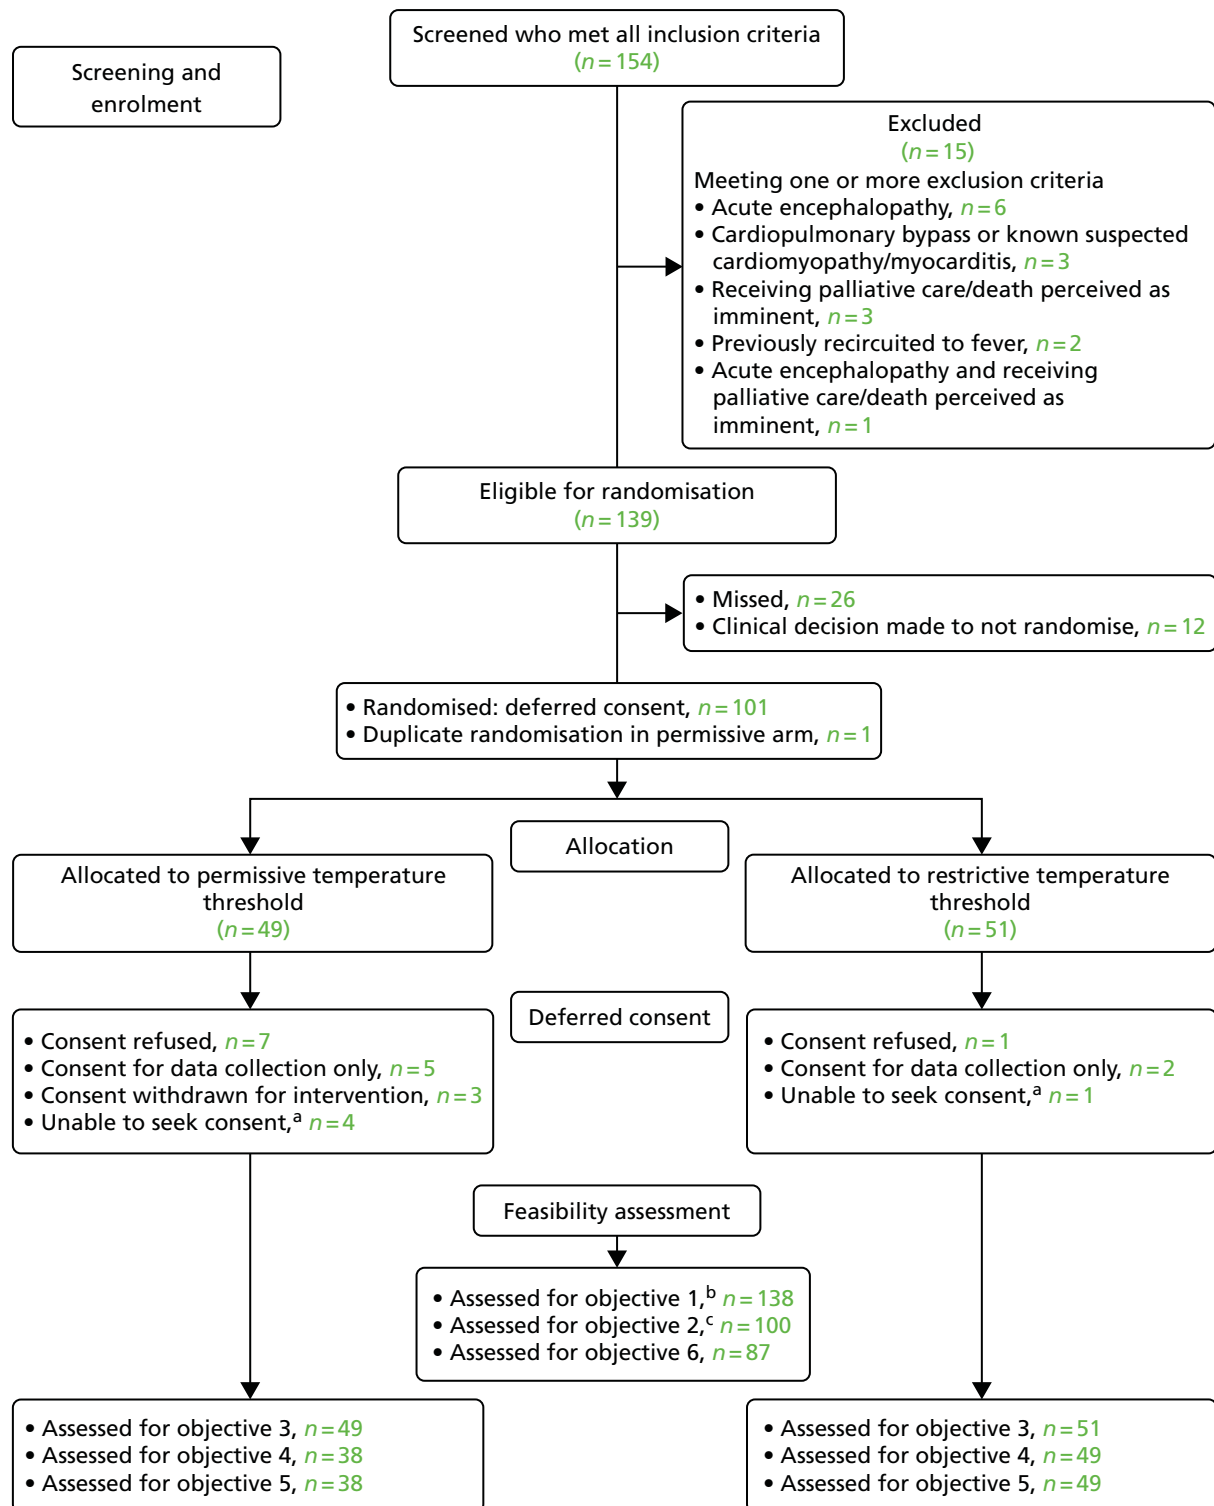 Screened who met all inclusion criteria
(n = 154)
Screening and
enrolment
Excluded
(n = 15)
Meeting one or more exclusion criteria
• Acute encephalopathy, n = 6
• Cardiopulmonary bypass or known suspected
cardiomyopathy/myocarditis, n = 3
• Receiving palliative care/death perceived as
imminent, n = 3
• Previously recircuited to fever, n = 2
• Acute encephalopathy and receiving
palliative care/death perceived as
imminent, n = 1
Eligible for randomisation
(n = 139)
• Missed, n = 26
• Clinical decision made to not randomise, n = 12
• Randomised: deferred consent, n = 101
• Duplicate randomisation in permissive arm, n = 1
Allocation
Allocated to permissive temperature
threshold
(n = 49)
Allocated to restrictive temperature
threshold
(n = 51)
Deferred consent
• Consent refused, n = 7
• Consent for data collection only, n = 5
• Consent withdrawn for intervention, n = 3
• Unable to seek consent,a n = 4
• Consent refused, n = 1
• Consent for data collection only, n = 2
• Unable to seek consent,a n = 1
Feasibility assessment
• Assessed for objective 1,b n = 138
• Assessed for objective 2,c n = 100
• Assessed for objective 6, n = 87
• Assessed for objective 3, n = 49
• Assessed for objective 4, n = 38
• Assessed for objective 5, n = 38
• Assessed for objective 3, n = 51
• Assessed for objective 4, n = 49
• Assessed for objective 5, n = 49